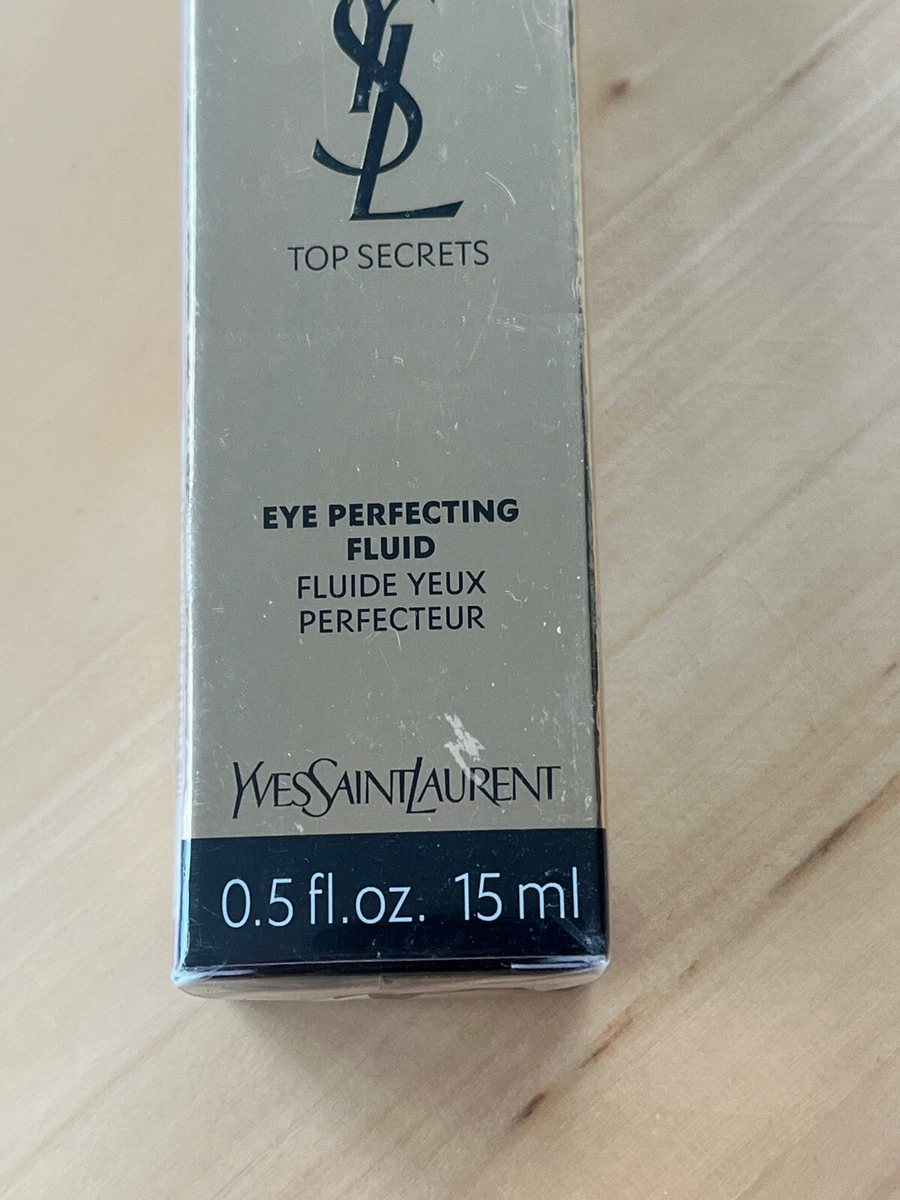 YSL
TOP SECRETS
EYE PERFECTING
FLUID
FLUIDE YEUX
PERFECTEUR
YVESSAINTLAURENT
0.5 fl.oz. 15 ml